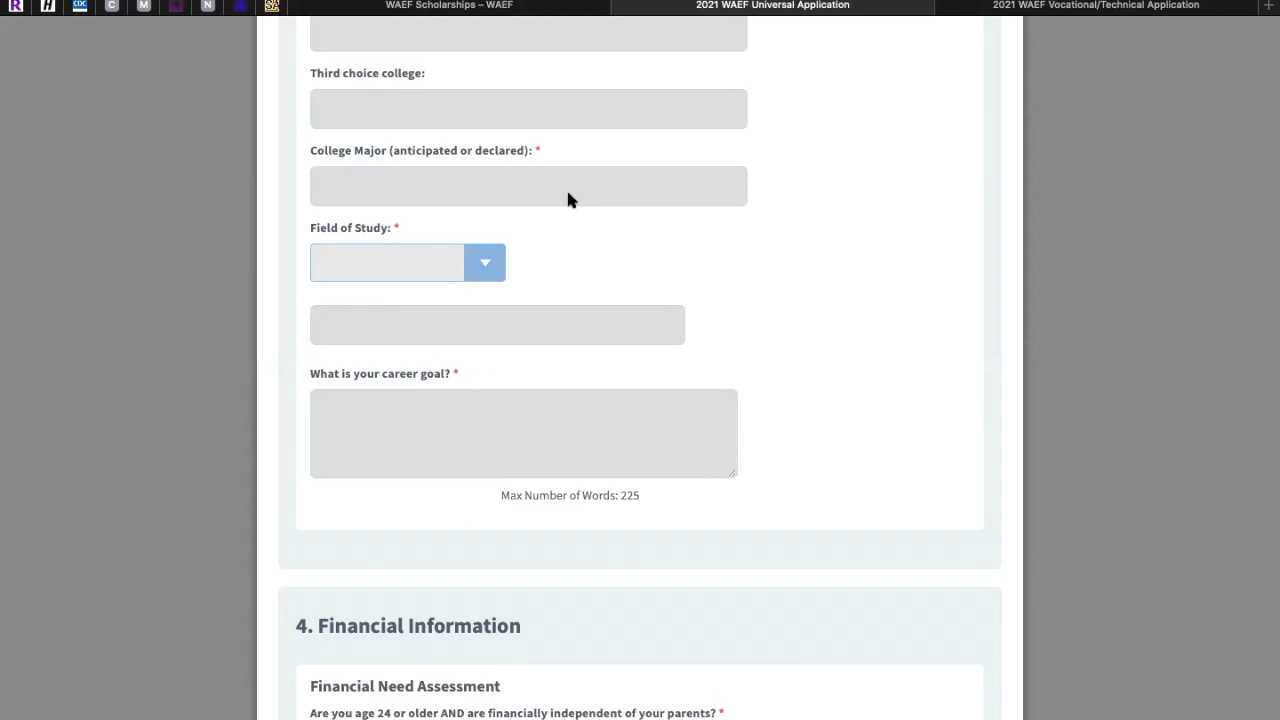 R H CDC C M N SA WAEF Scholarships – WAEF 2021 WAEF Universal Application 2021 WAEF Vocational/Technical Application +
Third choice college:
College Major (anticipated or declared): *
Field of Study: *
What is your career goal? *
Max Number of Words: 225
4. Financial Information
Financial Need Assessment
Are you age 24 or older AND are financially independent of your parents? *